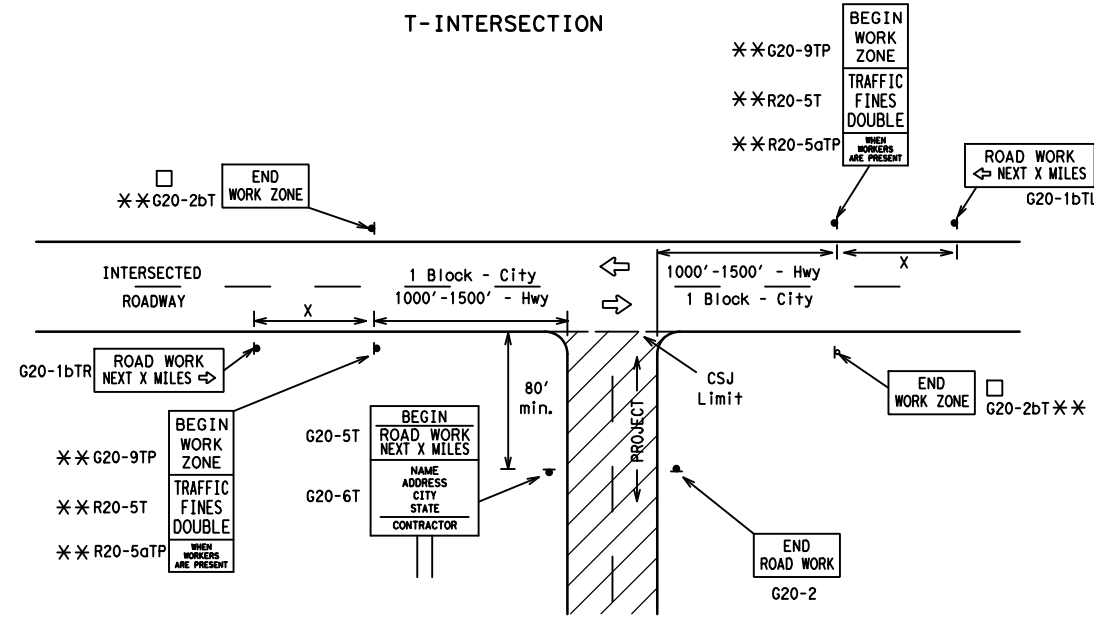 T-INTERSECTION
BEGIN
WORK
ZONE
TRAFFIC
FINES
DOUBLE
WHEN
WORKERS
ARE PRESENT
**G20-9TP
**R20-5T
**R20-5aTP
ROAD WORK
⇦ NEXT X MILES
G20-1bTL
END
WORK ZONE
□
**G20-2bT
INTERSECTED
ROADWAY
1 Block - City
1000'-1500' - Hwy
X
1000'-1500' - Hwy
1 Block - City
X
G20-1bTR
ROAD WORK
NEXT X MILES ⇨
80'
min.
CSJ
Limit
PROJECT
END
WORK ZONE
□
G20-2bT **
BEGIN
WORK
ZONE
TRAFFIC
FINES
DOUBLE
WHEN
WORKERS
ARE PRESENT
** G20-9TP
** R20-5T
** R20-5aTP
G20-5T
BEGIN
ROAD WORK
NEXT X MILES
G20-6T
NAME
ADDRESS
CITY
STATE
CONTRACTOR
END
ROAD WORK
G20-2